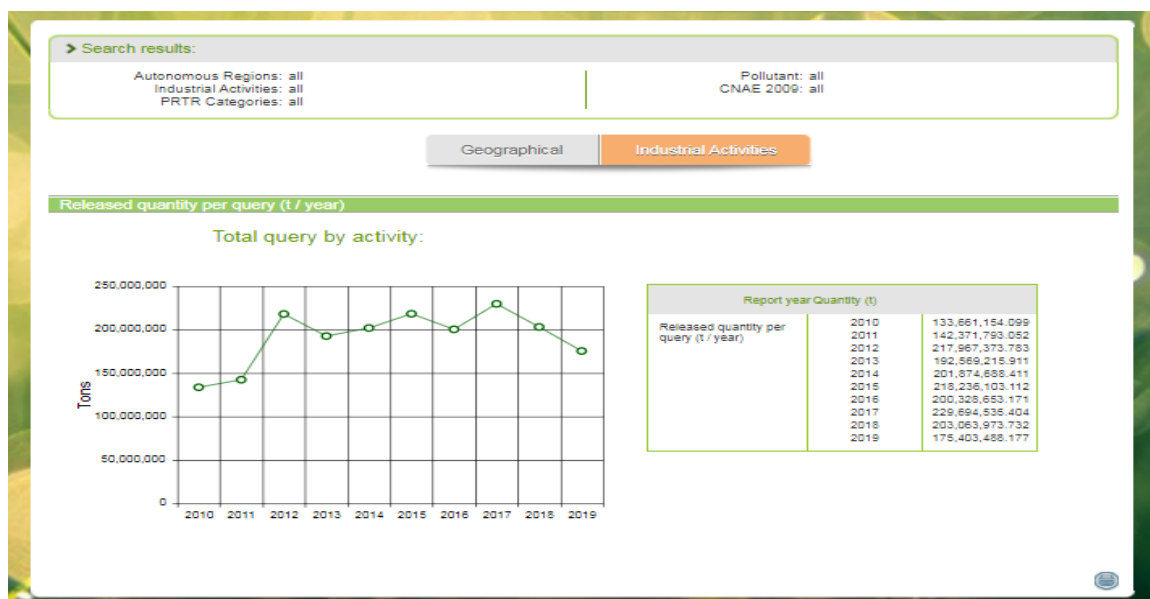 Search results:
Autonomous Regions: all
Industrial Activities: all
PRTR Categories: all
Pollutant: all
CNAE 2009: all
Geographical
Industrial Activities
Released quantity per query (t / year)
Total query by activity:
250,000,000
200,000,000
150,000,000
100,000,000
50,000,000
0
Tons
2010 2011 2012 2013 2014 2015 2016 2017 2018 2019
Report year Quantity (t)
Released quantity per
query (t / year)
2010 133,661,154.099
2011 142,371,793.052
2012 217,967,373.783
2013 192,569,215.911
2014 201,874,688.411
2015 218,236,103.112
2016 200,328,653.171
2017 229,694,535.404
2018 203,063,973.732
2019 175,403,488.177